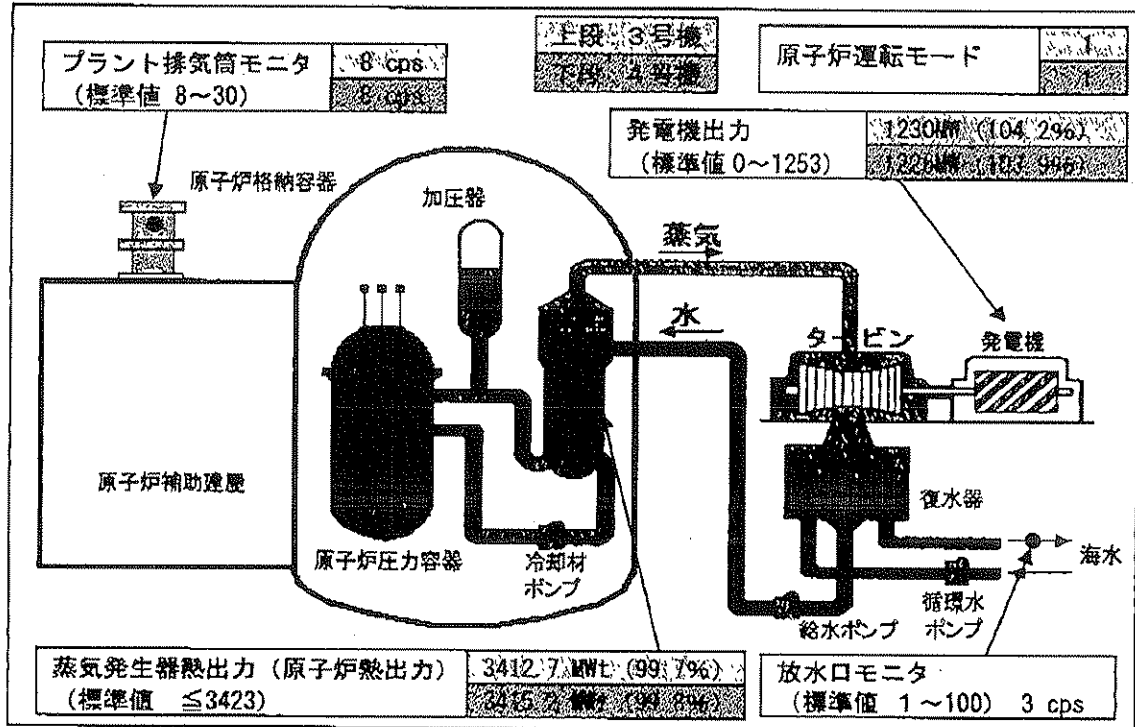 プラント排気筒モニタ
(標準値 8~30)
8 cps
8 cps
上段 3号機
下段 4号機
原子炉運転モード
1
1
発電機出力
(標準値 0~1253)
1230MW (104.2%)
原子炉格納容器
加圧器
蒸気
水
タービン
発電機
原子炉補助建屋
原子炉圧力容器
冷却材
ポンプ
復水器
海水
循環水
ポンプ
給水ポンプ
蒸気発生器熱出力 (原子炉熱出力)
(標準値 ≦3423)
3412.7 MWt (99.7%)
放水口モニタ
(標準値 1~100) 3 cps